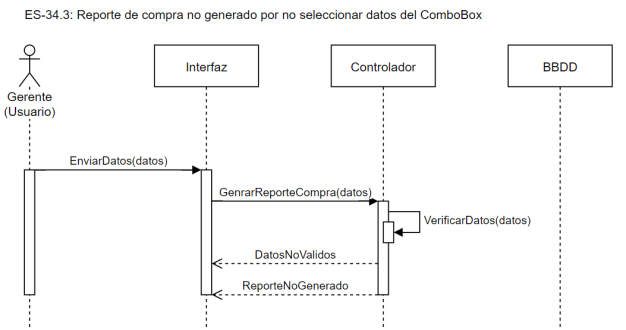 ES-34.3: Reporte de compra no generado por no seleccionar datos del ComboBox
Interfaz
Controlador
BBDD
Gerente
(Usuario)
EnviarDatos(datos)
GenrarReporteCompra(datos)
VerificarDatos(datos)
DatosNoValidos
ReporteNoGenerado